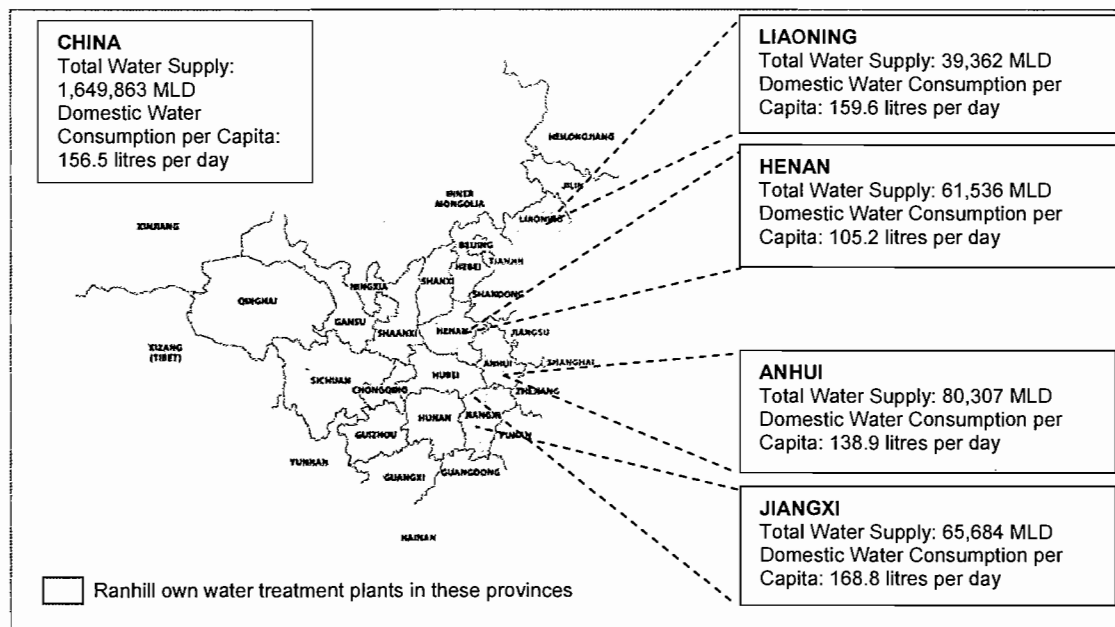 CHINA
Total Water Supply:
1,649,863 MLD
Domestic Water
Consumption per Capita:
156.5 litres per day
LIAONING
Total Water Supply: 39,362 MLD
Domestic Water Consumption per
Capita: 159.6 litres per day
HENAN
Total Water Supply: 61,536 MLD
Domestic Water Consumption per
Capita: 105.2 litres per day
ANHUI
Total Water Supply: 80,307 MLD
Domestic Water Consumption per
Capita: 138.9 litres per day
JIANGXI
Total Water Supply: 65,684 MLD
Domestic Water Consumption per
Capita: 168.8 litres per day
HEILONGJIANG
JILIN
INNER
MONGOLIA
LIAONING
XINJIANG
BEIJING
TIANJIN
HEBEI
SHANXI
NINGXIA
SHANDONG
QINGHAI
GANSU
SHAANXI
HENAN
JIANGSU
XIZANG
(TIBET)
ANHUI
SHANGHAI
HUBEI
SICHUAN
CHONGQING
ZHEJIANG
HUNAN
JIANGXI
GUIZHOU
FUJIAN
YUNNAN
GUANGXI
GUANGDONG
HAINAN
Ranhill own water treatment plants in these provinces